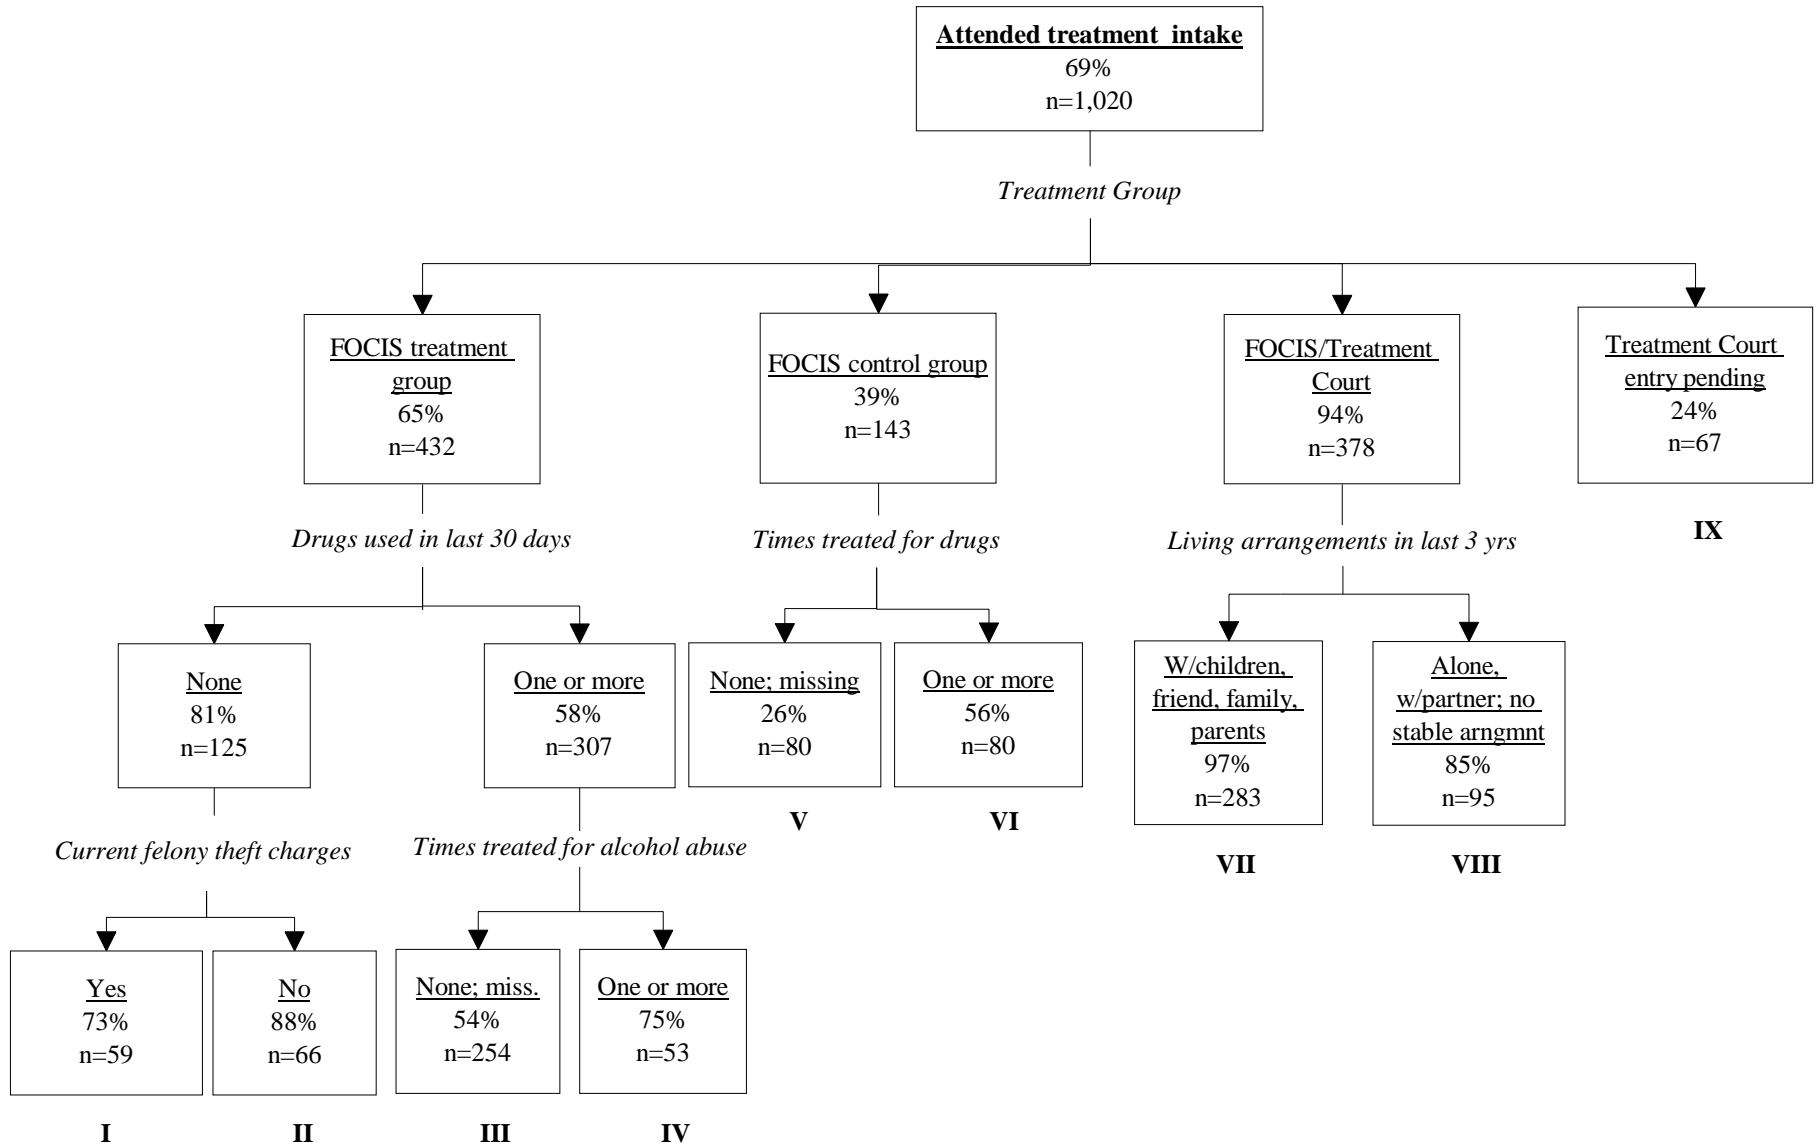 Attended treatment intake
69%
n=1,020
Treatment Group
FOCIS treatment
group
65%
n=432
FOCIS control group
39%
n=143
FOCIS/Treatment
Court
94%
n=378
Treatment Court
entry pending
24%
n=67
IX
Drugs used in last 30 days
Times treated for drugs
Living arrangements in last 3 yrs
None
81%
n=125
One or more
58%
n=307
None; missing
26%
n=80
V
One or more
56%
n=80
VI
W/children,
friend, family,
parents
97%
n=283
VII
Alone,
w/partner; no
stable arngmnt
85%
n=95
VIII
Current felony theft charges
Times treated for alcohol abuse
Yes
73%
n=59
I
No
88%
n=66
II
None; miss.
54%
n=254
III
One or more
75%
n=53
IV